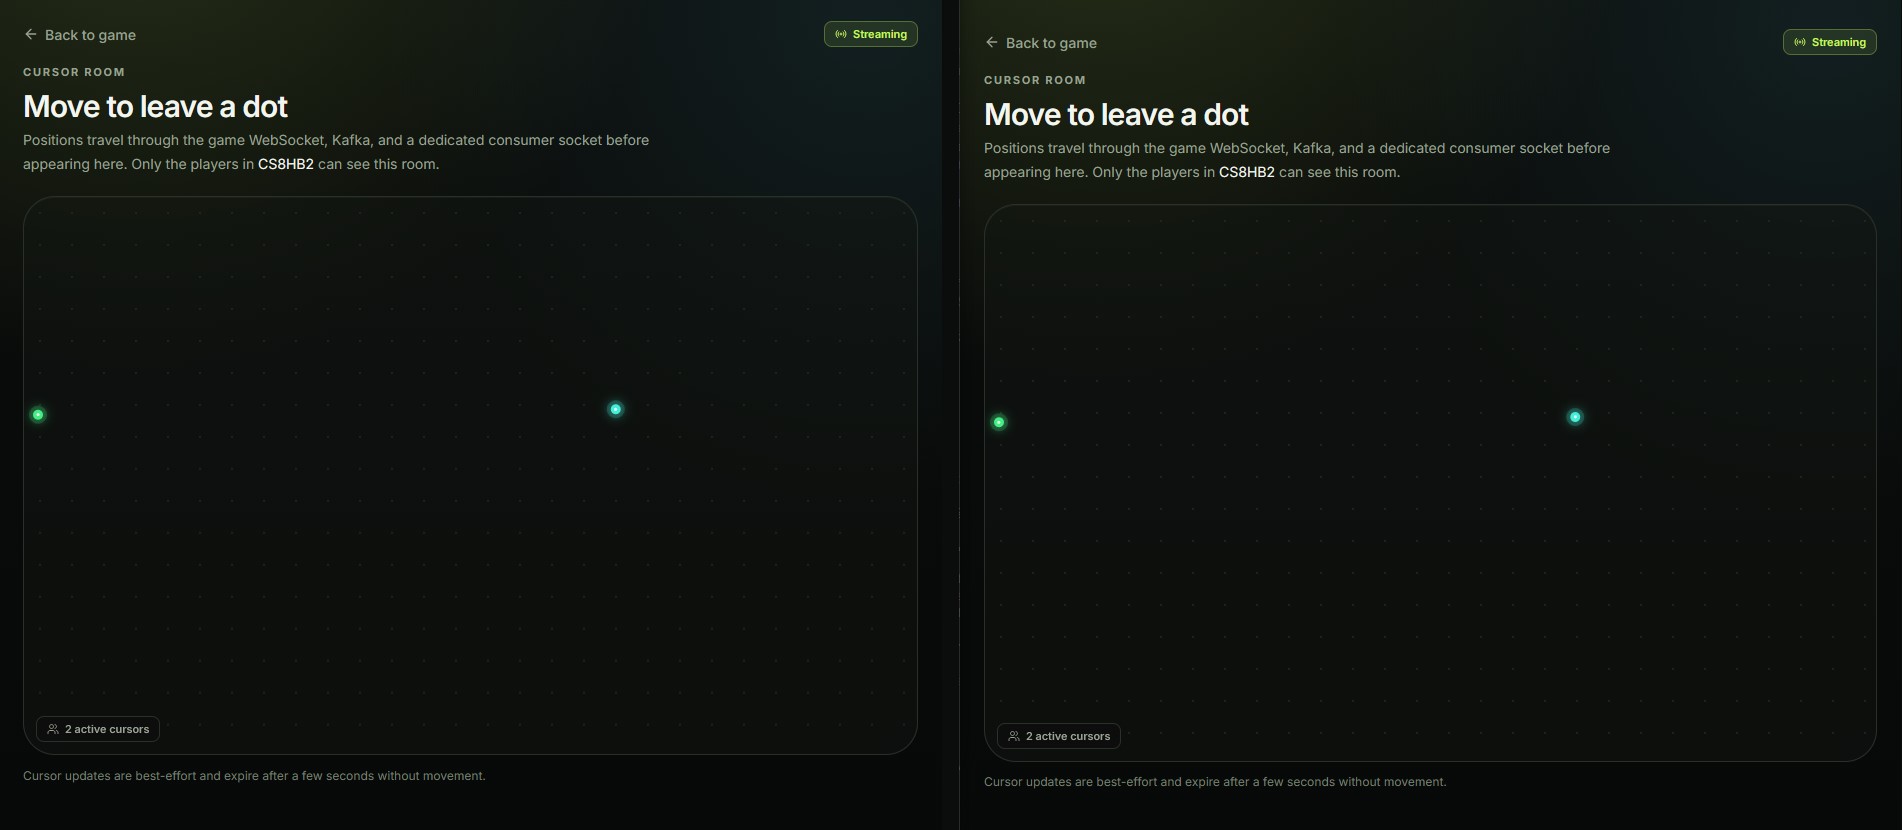 Back to game
Streaming
CURSOR ROOM
Move to leave a dot
Positions travel through the game WebSocket, Kafka, and a dedicated consumer socket before
appearing here. Only the players in CS8HB2 can see this room.
2 active cursors
Cursor updates are best-effort and expire after a few seconds without movement.
Back to game
Streaming
CURSOR ROOM
Move to leave a dot
Positions travel through the game WebSocket, Kafka, and a dedicated consumer socket before
appearing here. Only the players in CS8HB2 can see this room.
2 active cursors
Cursor updates are best-effort and expire after a few seconds without movement.